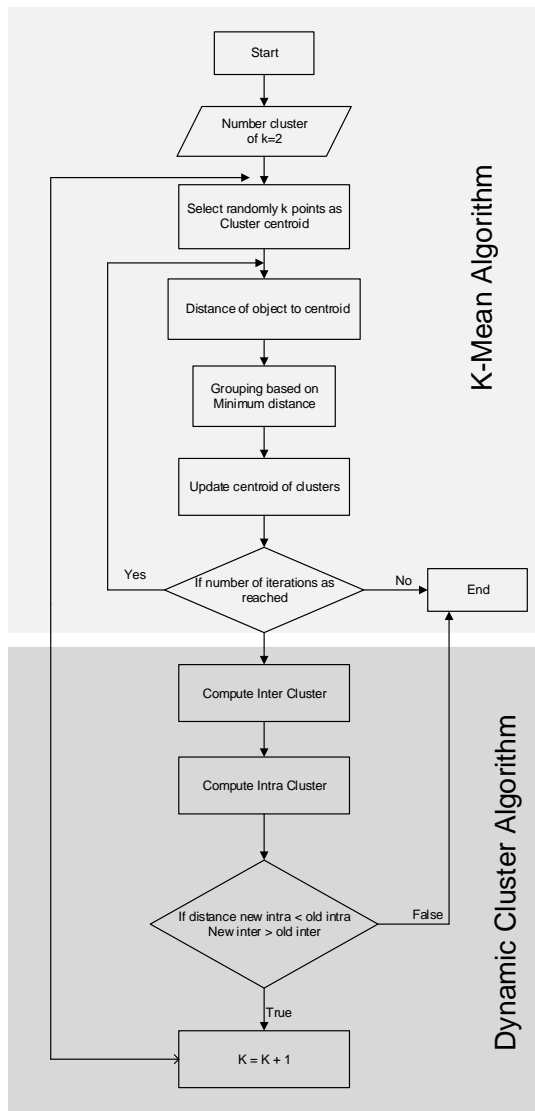 Start
Number cluster
of k=2
Select randomly k points as
Cluster centroid
Distance of object to centroid
Grouping based on
Minimum distance
Update centroid of clusters
If number of iterations as
reached
Yes
No
End
K-Mean Algorithm
Compute Inter Cluster
Compute Intra Cluster
If distance new intra < old intra
New inter > old inter
False
True
K = K + 1
Dynamic Cluster Algorithm